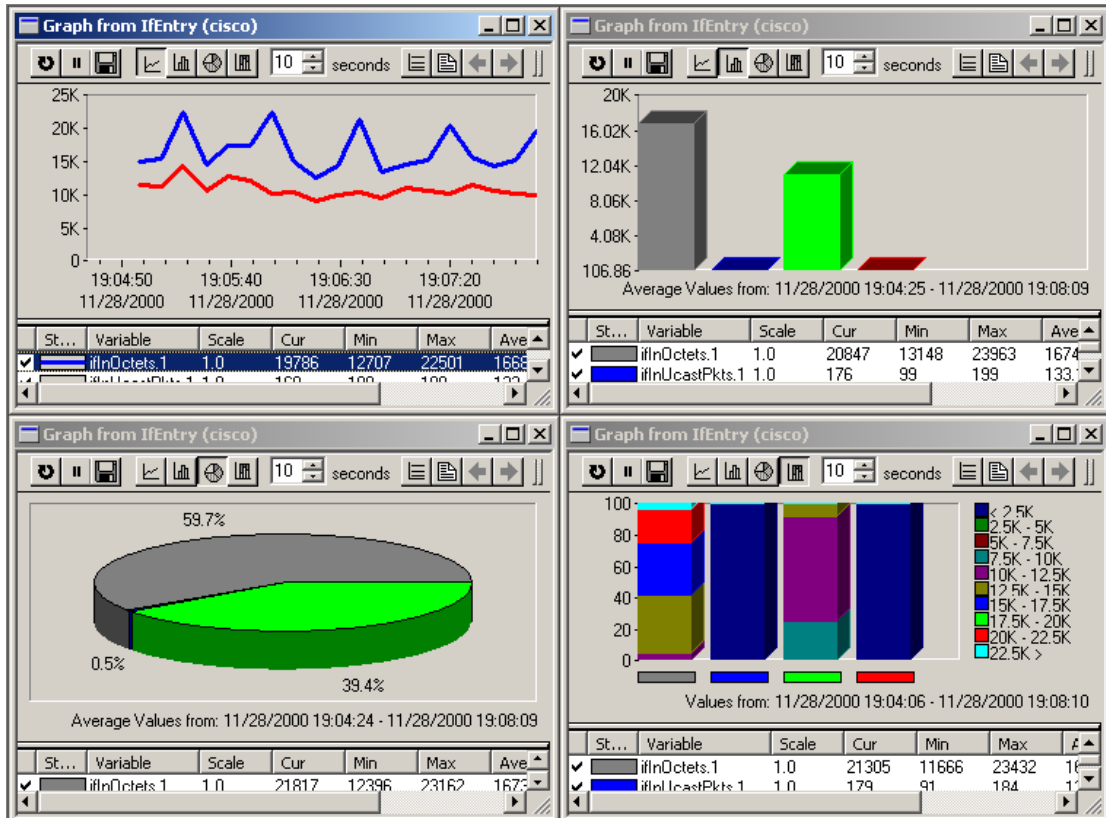 Graph from IfEntry (cisco)
10 seconds
25K
20K
15K
10K
5K
0
19:04:50 19:05:40 19:06:30 19:07:20
11/28/2000 11/28/2000 11/28/2000 11/28/2000
St... Variable Scale Cur Min Max Ave
ifInOctets.1 1.0 19786 12707 22501 1668
ifInUcastPkts.1 1.0
Graph from IfEntry (cisco)
10 seconds
20K
16.02K
12.04K
8.06K
4.08K
106.86
Average Values from: 11/28/2000 19:04:25 - 11/28/2000 19:08:09
St... Variable Scale Cur Min Max Ave
ifInOctets.1 1.0 20847 13148 23963 1674
ifInUcastPkts.1 1.0 176 99 199 133.
Graph from IfEntry (cisco)
10 seconds
59.7%
0.5%
39.4%
Average Values from: 11/28/2000 19:04:24 - 11/28/2000 19:08:09
St... Variable Scale Cur Min Max Ave
ifInOctets.1 1.0 21817 12396 23162 1673
Graph from IfEntry (cisco)
10 seconds
100
80
60
40
20
0
< 2.5K
2.5K - 5K
5K - 7.5K
7.5K - 10K
10K - 12.5K
12.5K - 15K
15K - 17.5K
17.5K - 20K
20K - 22.5K
22.5K >
Values from: 11/28/2000 19:04:06 - 11/28/2000 19:08:10
St... Variable Scale Cur Min Max
ifInOctets.1 1.0 21305 11666 23432 16
ifInUcastPkts.1 1.0 179 91 184